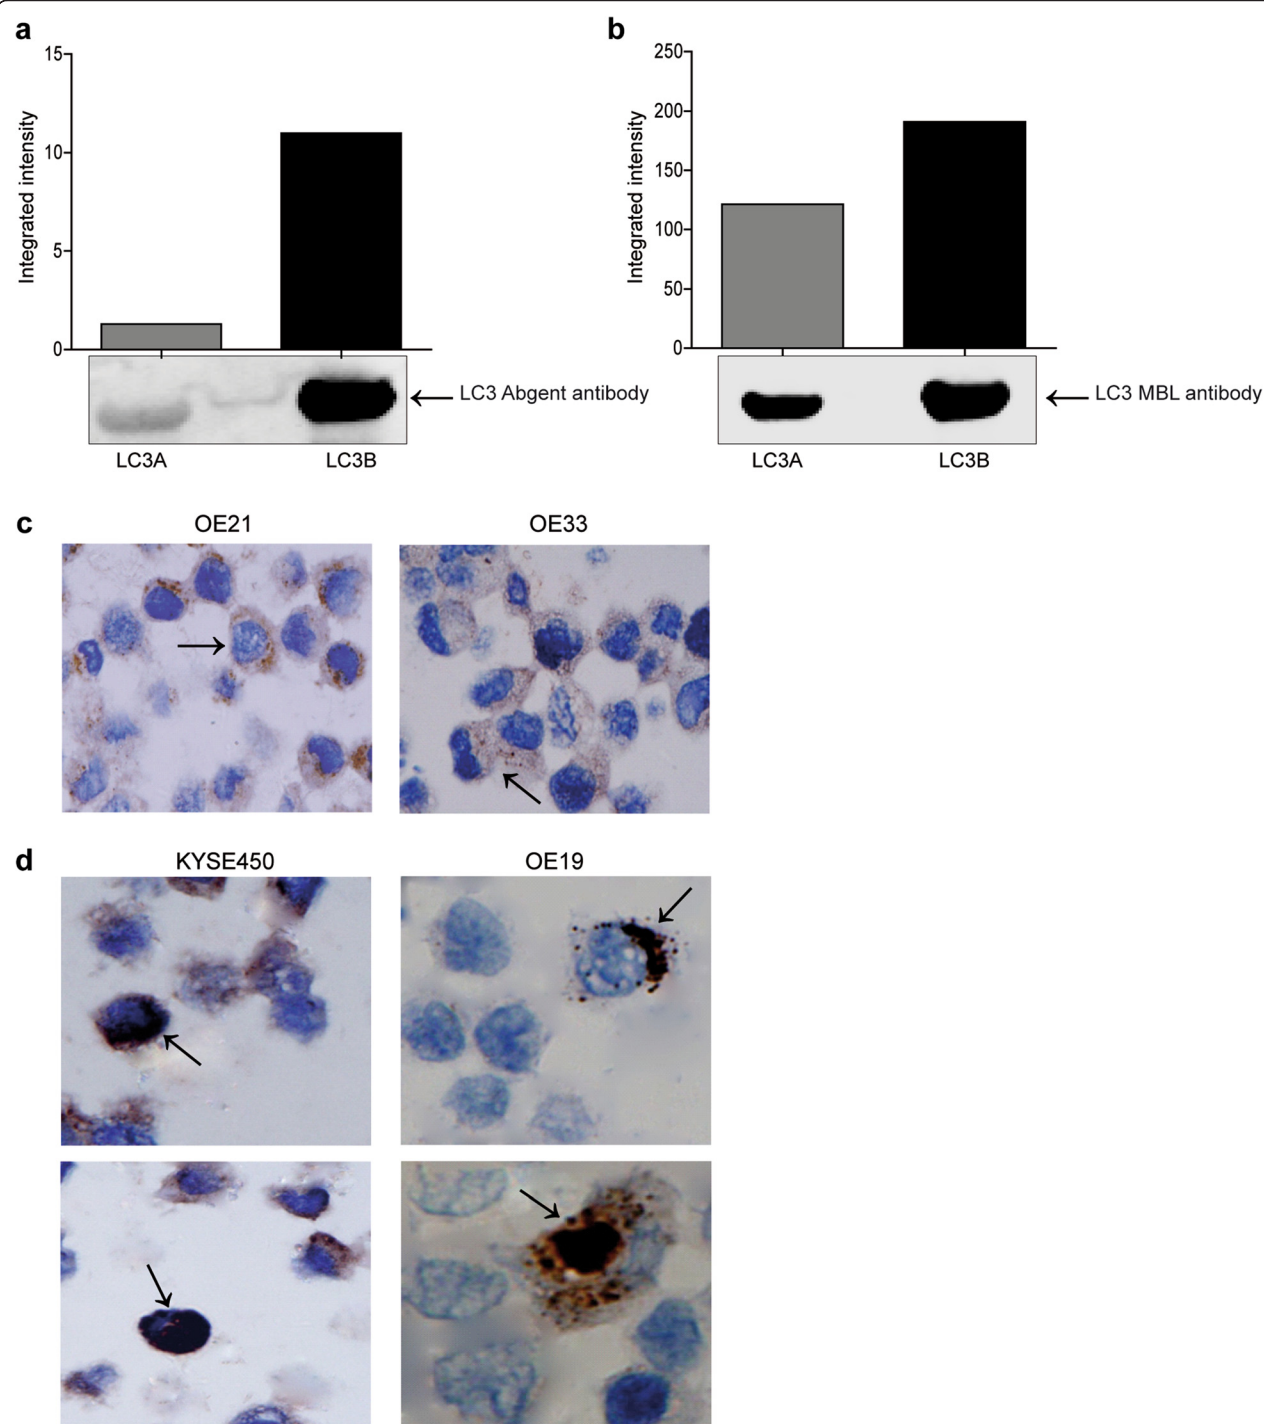 a
15
10
5
0
Integrated intensity
LC3 Abgent antibody
LC3A LC3B
b
250
200
150
100
50
0
Integrated intensity
LC3 MBL antibody
LC3A LC3B
c
OE21 OE33
d
KYSE450 OE19